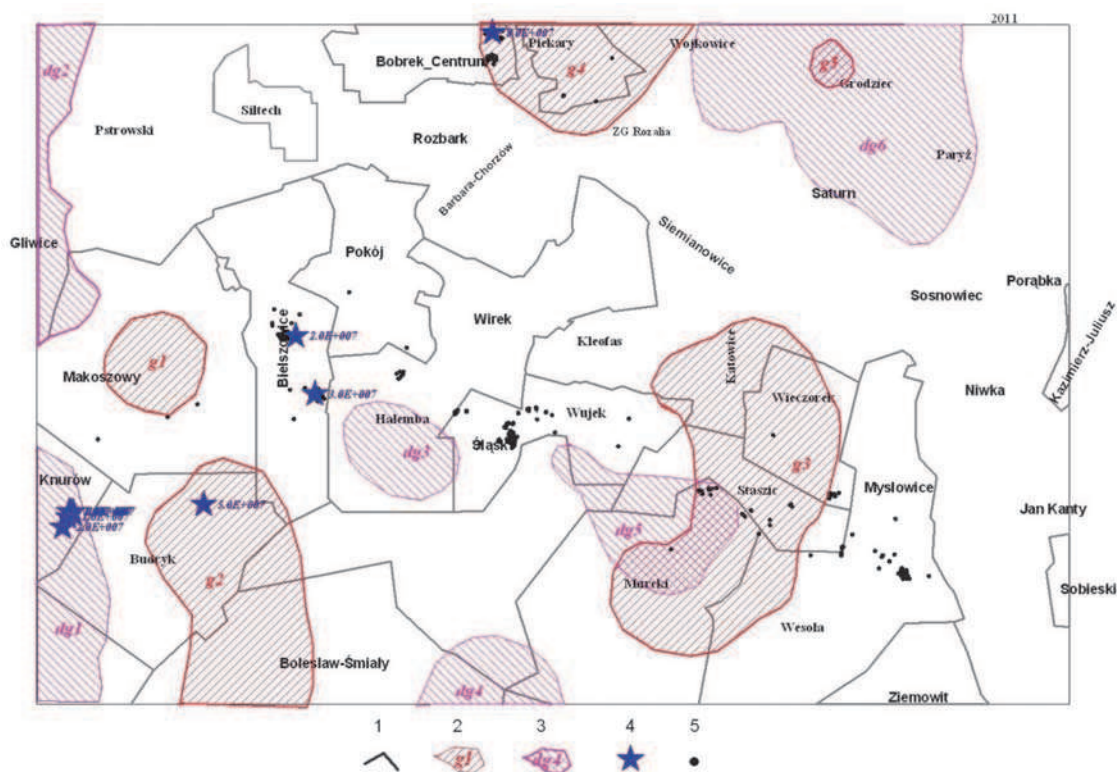 2011
8.0E+007
Piekary
Wojkowice
Bobrek_Centrum
g4
g5
dg2
Grodziec
Siltech
Pstrowski
Rozbark
ZG Rozalia
dg6
Paryż
Barbara-Chorzów
Saturn
Gliwice
Pokój
Siemianowice
Porąbka
Sosnowiec
Wirek
2.0E+007
Bielszowice
Kleofas
Katowice
Kazimierz-Juliusz
g1
Makoszowy
Niwka
3.0E+007
Wieczorek
Halemba
Wujek
Śląsk
dg3
g3
Knurów
Staszic
Mysłowice
5.0E+007
Jan Kanty
dg5
Budryk
g2
Murcki
Sobieski
dg1
Wesoła
Bolesław-Śmiały
dg4
Ziemowit
1 2 3 4 5
g1 dg4